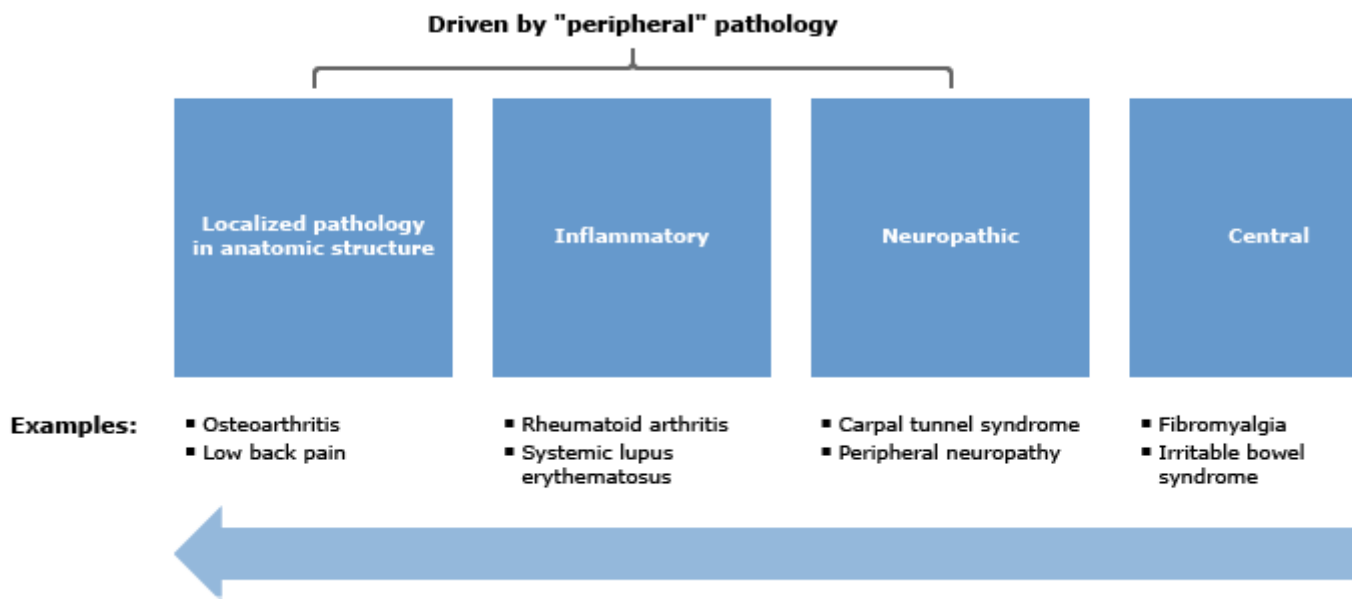 Driven by "peripheral" pathology
Localized pathology
in anatomic structure
Inflammatory
Neuropathic
Central
Examples:
▪ Osteoarthritis
▪ Low back pain
▪ Rheumatoid arthritis
▪ Systemic lupus
erythematosus
▪ Carpal tunnel syndrome
▪ Peripheral neuropathy
▪ Fibromyalgia
▪ Irritable bowel
syndrome